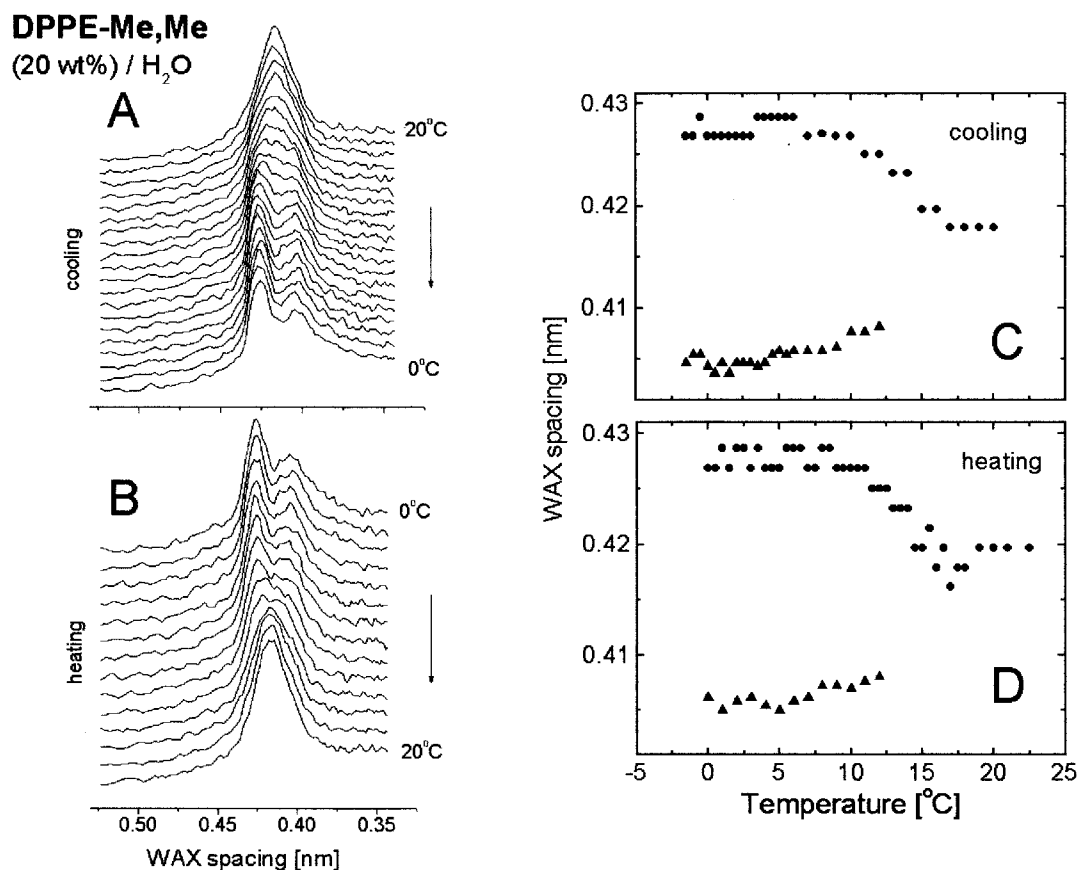 DPPE-Me,Me
(20 wt%) / H₂O
A
20°C
cooling
0°C
B
0°C
heating
20°C
0.50 0.45 0.40 0.35
WAX spacing [nm]
0.43
cooling
0.42
0.41
C
WAX spacing [nm]
0.43
heating
0.42
0.41
D
-5 0 5 10 15 20 25
Temperature [°C]